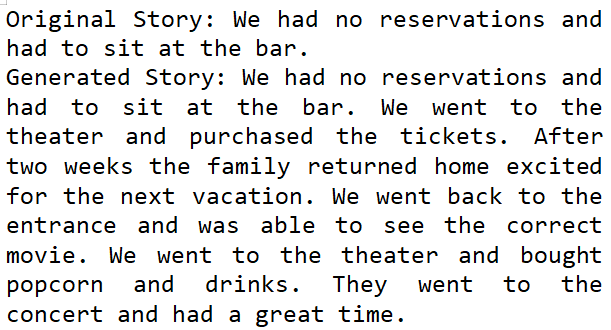 Original Story: We had no reservations and
had to sit at the bar.
Generated Story: We had no reservations and
had to sit at the bar. We went to the
theater and purchased the tickets. After
two weeks the family returned home excited
for the next vacation. We went back to the
entrance and was able to see the correct
movie. We went to the theater and bought
popcorn and drinks. They went to the
concert and had a great time.